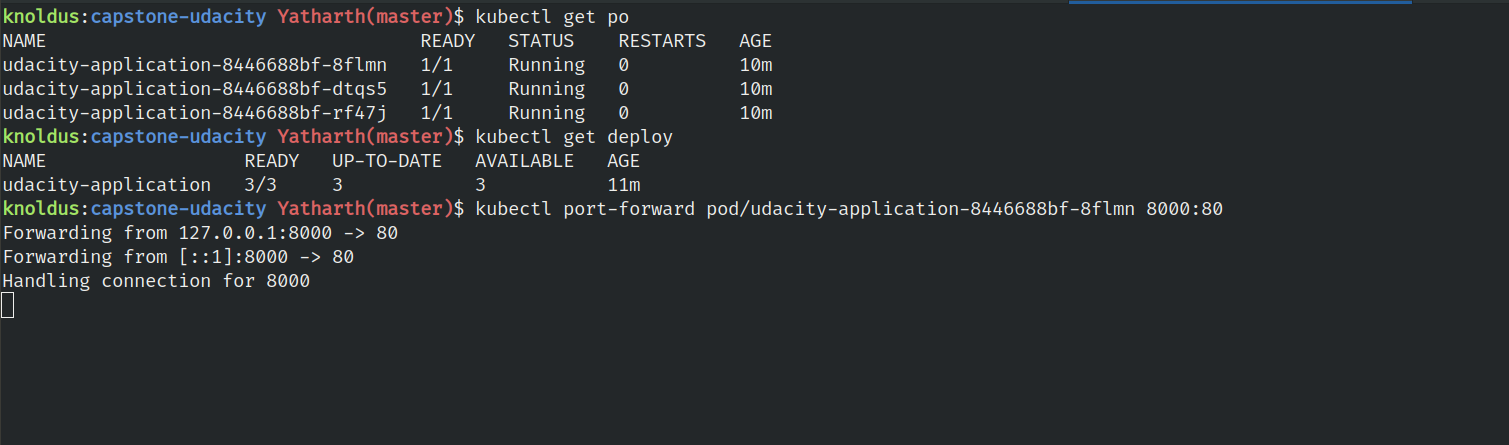 knoldus:capstone-udacity Yatharth(master)$ kubectl get po
NAME                                  READY   STATUS    RESTARTS   AGE
udacity-application-8446688bf-8flmn   1/1     Running   0          10m
udacity-application-8446688bf-dtqs5   1/1     Running   0          10m
udacity-application-8446688bf-rf47j   1/1     Running   0          10m
knoldus:capstone-udacity Yatharth(master)$ kubectl get deploy
NAME                  READY   UP-TO-DATE   AVAILABLE   AGE
udacity-application   3/3     3            3           11m
knoldus:capstone-udacity Yatharth(master)$ kubectl port-forward pod/udacity-application-8446688bf-8flmn 8000:80
Forwarding from 127.0.0.1:8000 -> 80
Forwarding from [::1]:8000 -> 80
Handling connection for 8000